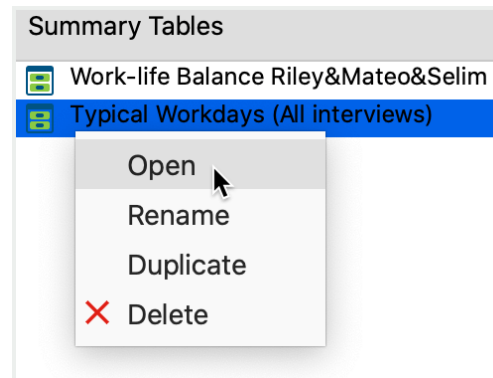 Summary Tables
Work-life Balance Riley&Mateo&Selim
Typical Workdays (All interviews)
Open
Rename
Duplicate
Delete